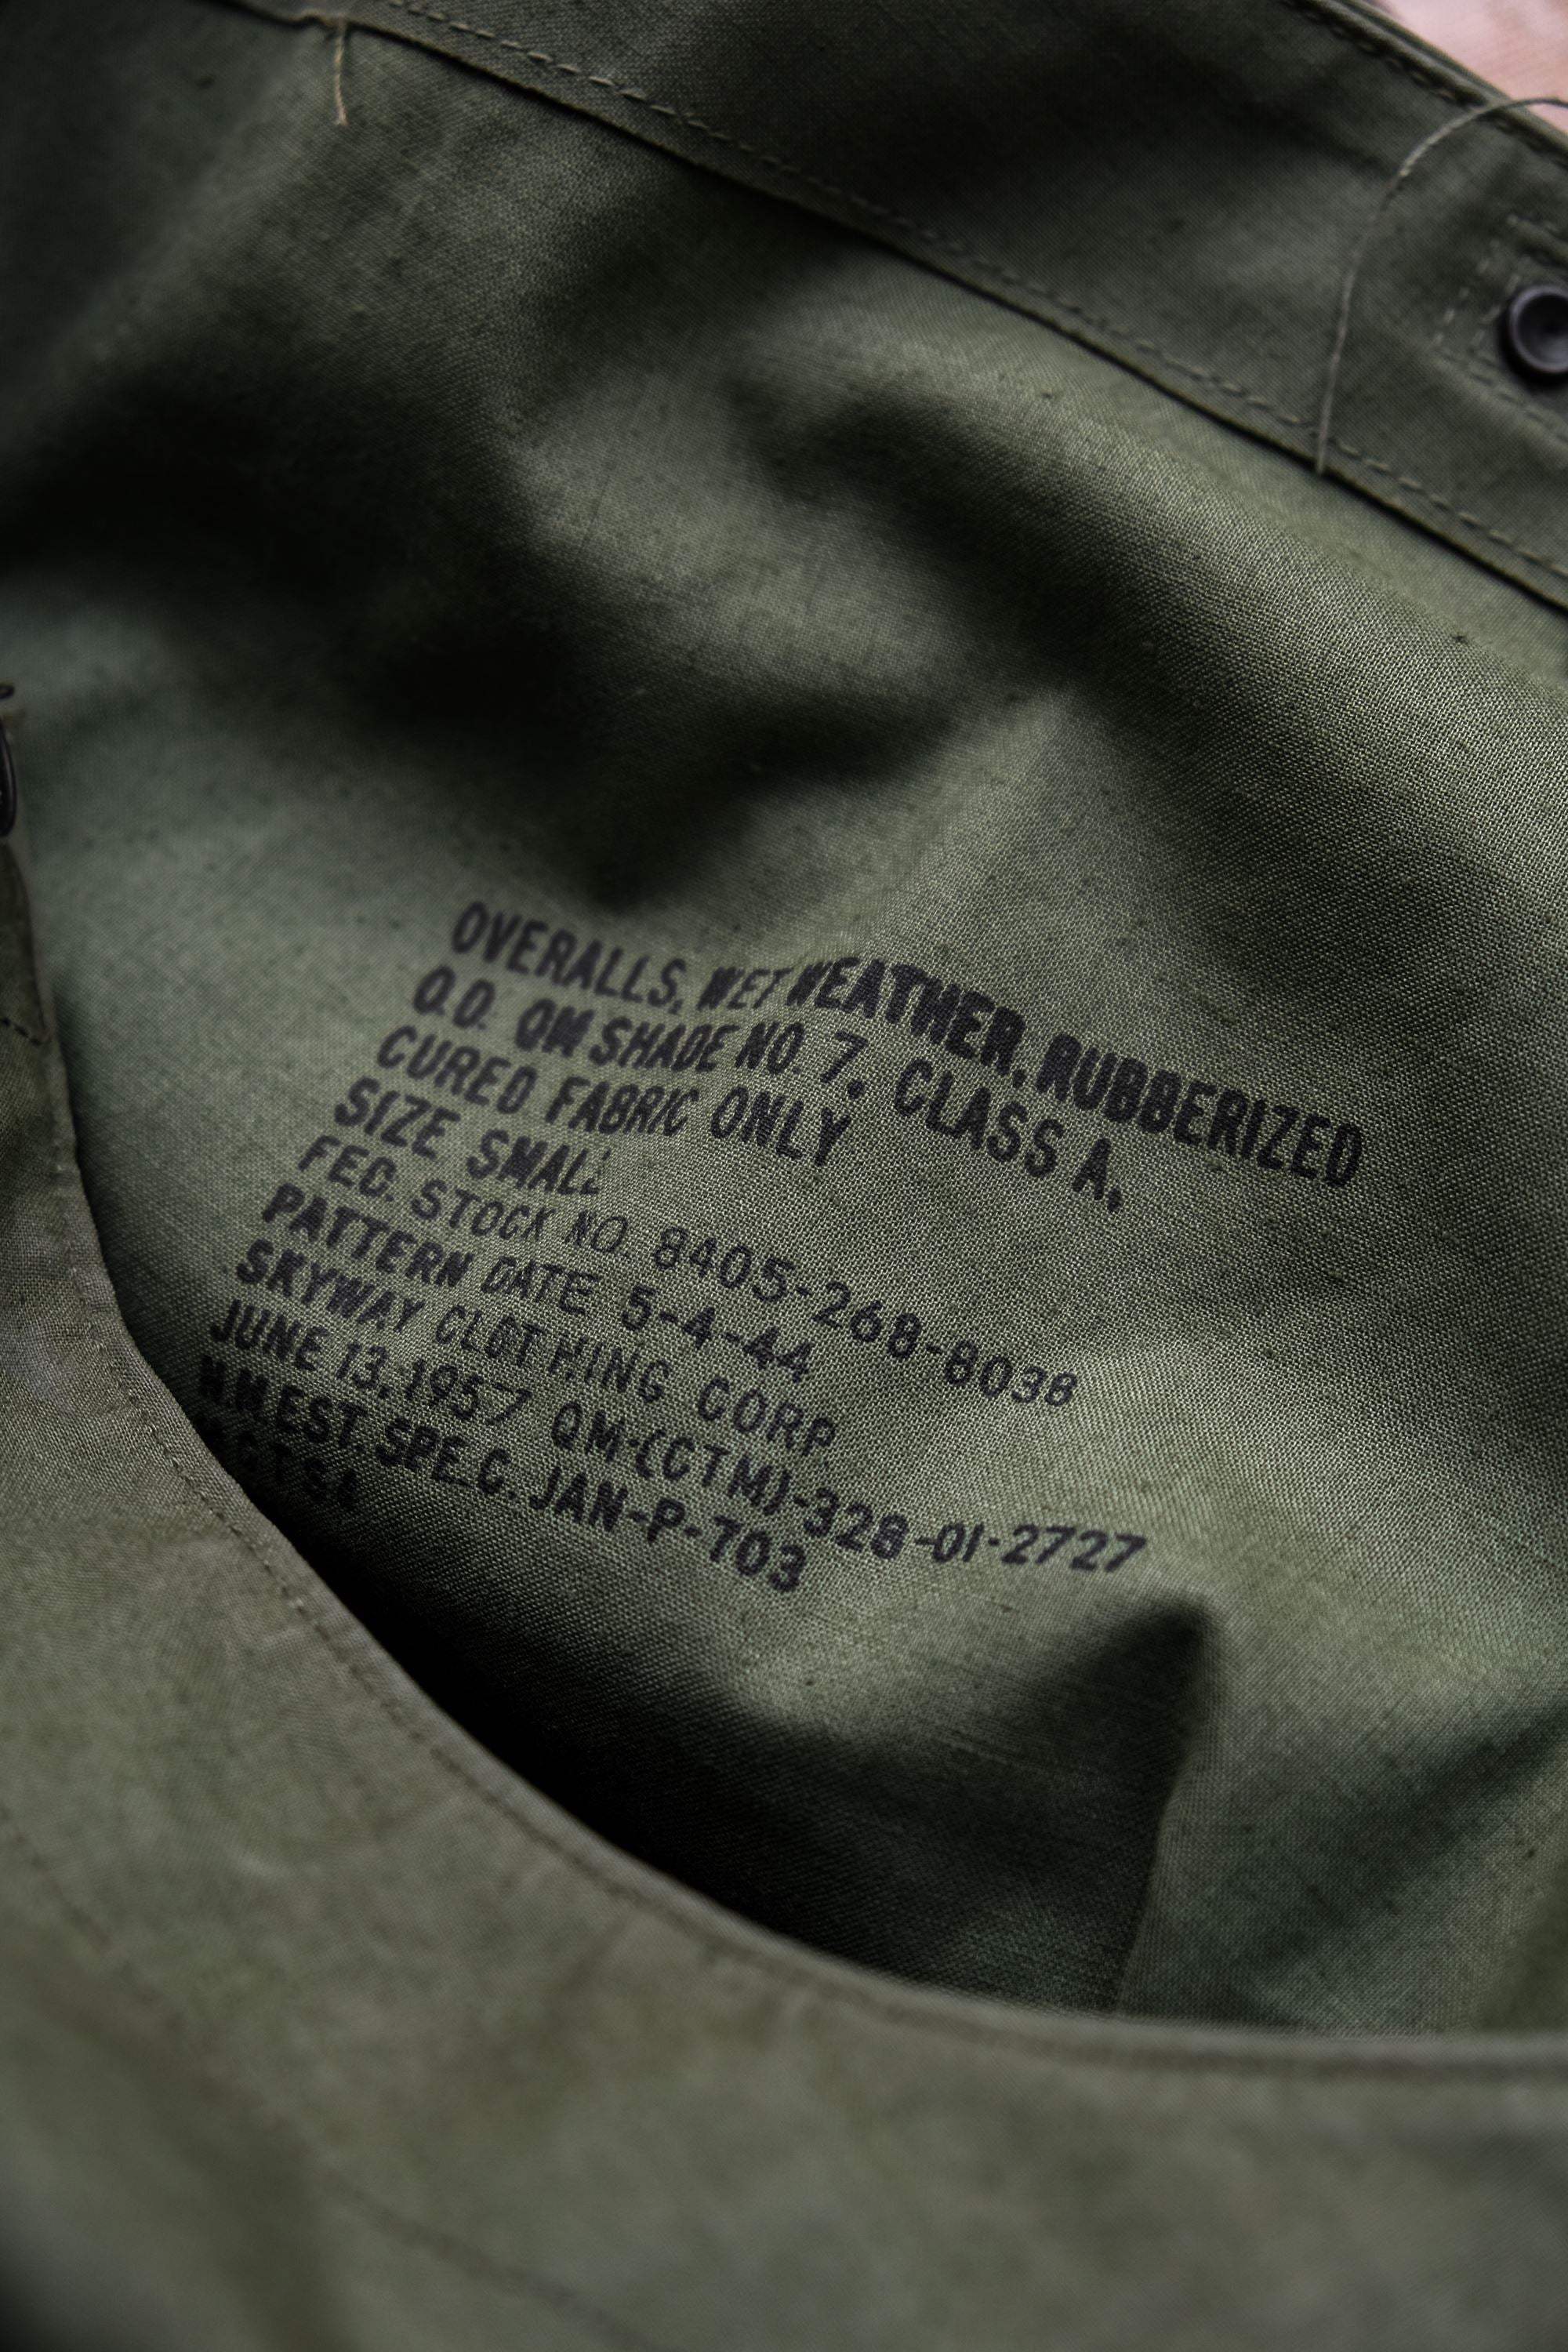 OVERALLS, WET WEATHER, RUBBERIZED
O.D. QM SHADE NO. 7, CLASS A,
CURED FABRIC ONLY
SIZE SMALL
FED. STOCK NO. 8405-268-8038
PATTERN DATE 5-4-44
SKYWAY CLOTHING CORP.
JUNE 13, 1957 QM-(CTM)-328-01-2727
EST. SPEC. JAN-P-703